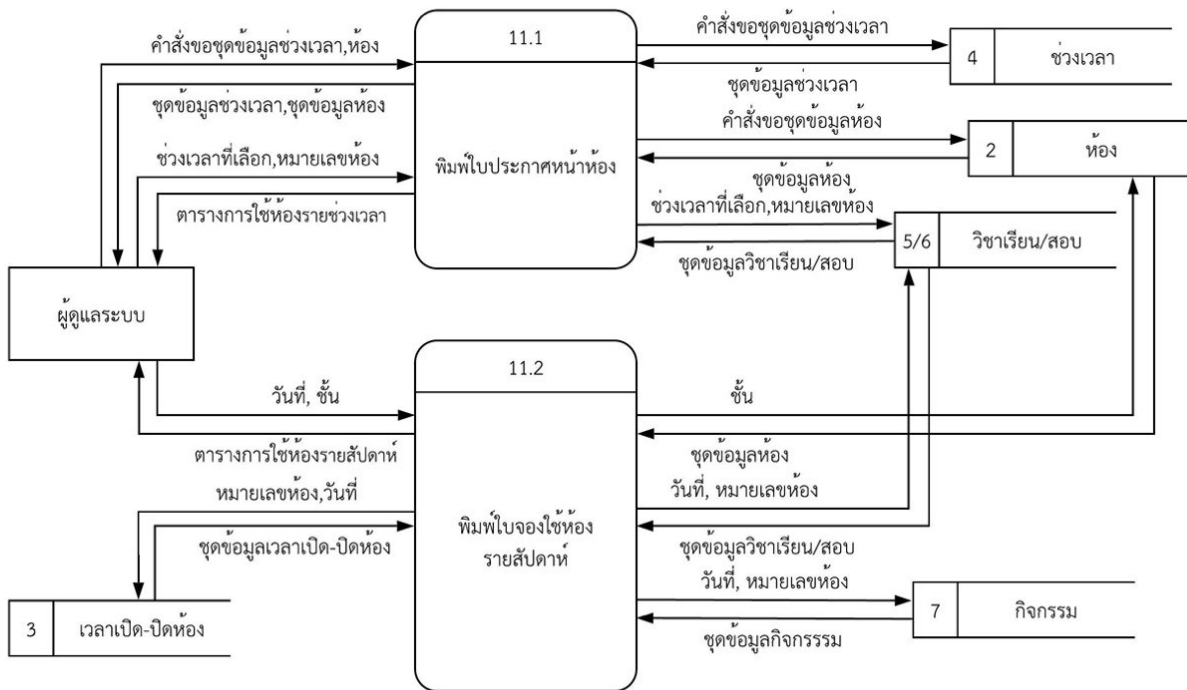 11.1
คำสั่งขอชุดข้อมูลช่วงเวลา,ห้อง
ชุดข้อมูลช่วงเวลา,ชุดข้อมูลห้อง
ช่วงเวลาที่เลือก,หมายเลขห้อง
ตารางการใช้ห้องรายช่วงเวลา
พิมพ์ใบประกาศหน้าห้อง
คำสั่งขอชุดข้อมูลช่วงเวลา
4 ช่วงเวลา
ชุดข้อมูลช่วงเวลา
คำสั่งขอชุดข้อมูลห้อง
2 ห้อง
ชุดข้อมูลห้อง
ช่วงเวลาที่เลือก,หมายเลขห้อง
5/6 วิชาเรียน/สอบ
ชุดข้อมูลวิชาเรียน/สอบ
ผู้ดูแลระบบ
11.2
วันที่, ชั้น
ตารางการใช้ห้องรายสัปดาห์
หมายเลขห้อง,วันที่
ชุดข้อมูลเวลาเปิด-ปิดห้อง
3 เวลาเปิด-ปิดห้อง
พิมพ์ใบจองใช้ห้อง
รายสัปดาห์
ชั้น
ชุดข้อมูลห้อง
วันที่, หมายเลขห้อง
ชุดข้อมูลวิชาเรียน/สอบ
วันที่, หมายเลขห้อง
7 กิจกรรม
ชุดข้อมูลกิจกรรรม